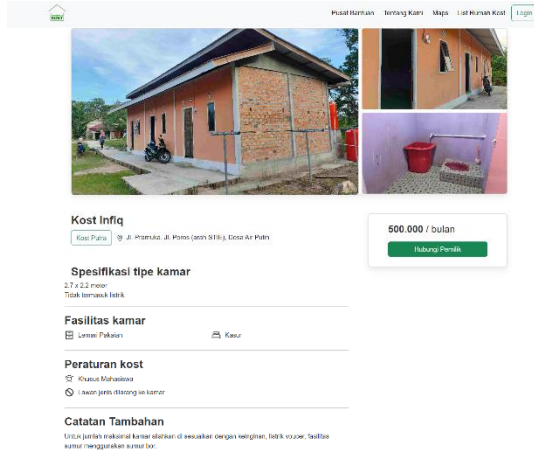 Pusat Bantuan Tentang Kami Maps List Rumah Kost Login
Kost Infiq
500.000 / bulan
Kost Putra Jl. Pramuka, Jl. Poros (arah STIE), Desa Air Putih
Hubungi Pemilik
Spesifikasi tipe kamar
2.7 x 2.2 meter
Tidak termasuk listrik
Fasilitas kamar
Lemari Pakaian Kasur
Peraturan kost
Khusus Mahasiswa
Lawan jenis dilarang ke kamar
Catatan Tambahan
Untuk jumlah maksimal kamar silahkan di sesuaikan dengan keinginan, listrik voucer, fasilitas
sumur menggunakan sumur bor.